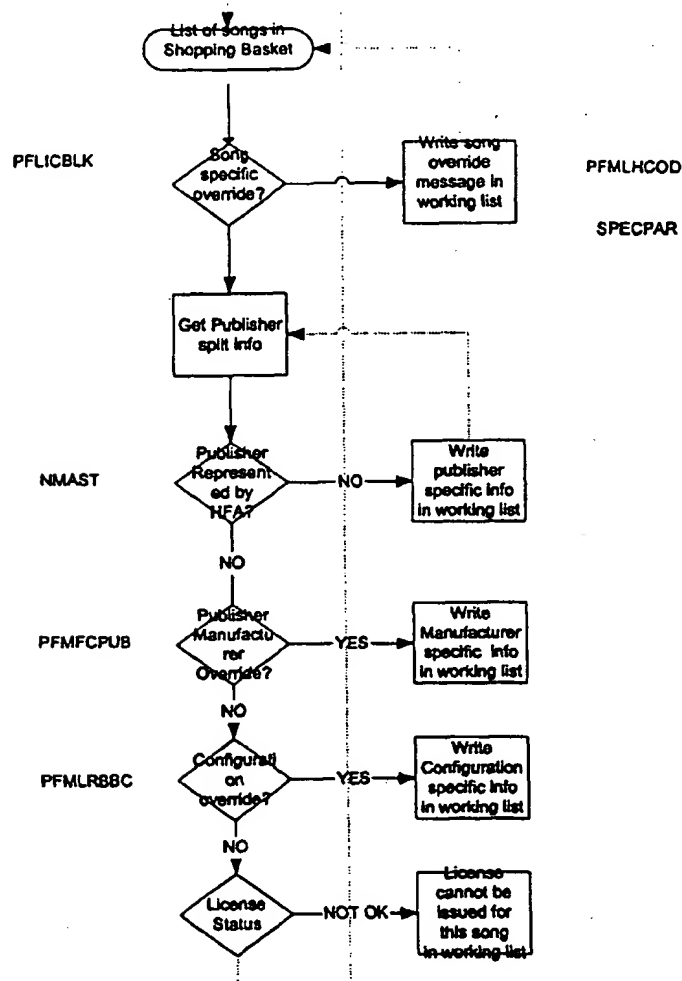 List of songs in
Shopping Basket
PFLICBLK
Song
specific
override?
Write song
override
message in
working list
PFMLHCOD
SPECPAR
Get Publisher
split info
NMAST
Publisher
Represent
ed by
HFA?
NO
Write
publisher
specific info
in working list
NO
PFMFCPUB
Publisher
Manufactu
rer
Override?
YES
Write
Manufacturer
specific info
in working list
NO
PFMLRBBC
Configurati
on
override?
YES
Write
Configuration
specific info
in working list
NO
License
Status
NOT OK
License
cannot be
issued for
this song
in working list